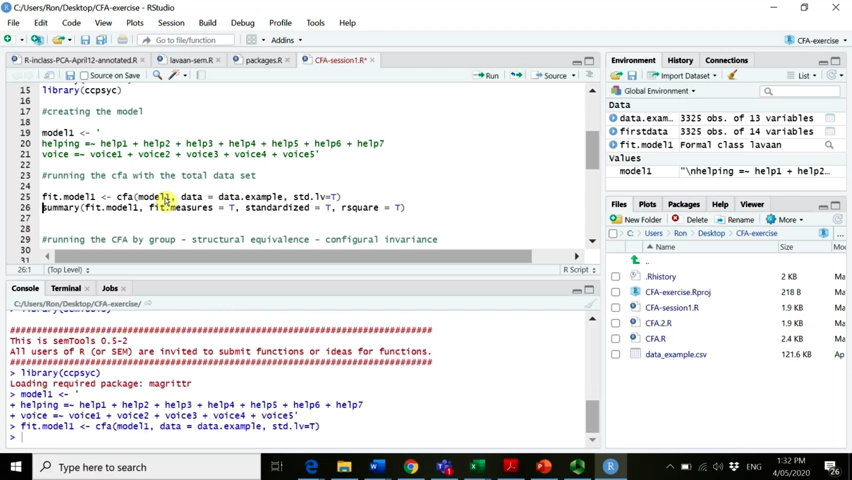 C:/Users/Ron/Desktop/CFA-exercise - RStudio
File Edit Code View Plots Session Build Debug Profile Tools Help
Go to file/function Addins CFA-exercise
R-inclass-PCA-April12-annotated.R lavaan-sem.R packages.R CFA-session1.R*
Source on Save Run Source
15 library(ccpsyc)
16
17 #creating the model
18
19 model1 <- '
20 helping =~ help1 + help2 + help3 + help4 + help5 + help6 + help7
21 voice =~ voice1 + voice2 + voice3 + voice4 + voice5'
22
23 #running the cfa with the total data set
24
25 fit.model1 <- cfa(model1, data = data.example, std.lv=T)
26 summary(fit.model1, fit.measures = T, standardized = T, rsquare = T)
27
28
29 #running the CFA by group - structural equivalence - configural invariance
30
31
26:1 (Top Level) R Script
Console Terminal Jobs
C:/Users/Ron/Desktop/CFA-exercise/
###############################################################################
This is semTools 0.5-2
All users of R (or SEM) are invited to submit functions or ideas for functions.
###############################################################################
> library(ccpsyc)
Loading required package: magrittr
> model1 <- '
+ helping =~ help1 + help2 + help3 + help4 + help5 + help6 + help7
+ voice =~ voice1 + voice2 + voice3 + voice4 + voice5'
> fit.model1 <- cfa(model1, data = data.example, std.lv=T)
>
Environment History Connections
Import Dataset List
Global Environment
Data
data.exam... 3325 obs. of 13 variables
firstdata 3325 obs. of 14 variables
fit.model1 Formal class lavaan
Values
model1 "\nhelping =~ help1 + help2...
Files Plots Packages Help Viewer
New Folder Delete Rename More
C: Users Ron Desktop CFA-exercise
Name Size Mo
..
.Rhistory 2 KB Ma
CFA-exercise.Rproj 218 B Ma
CFA-session1.R 1.9 KB Ma
CFA.2.R 1.9 KB Ma
CFA.R 2.4 KB Ma
data_example.csv 121.6 KB Ap
Type here to search
ENG
1:32 PM
4/05/2020
26